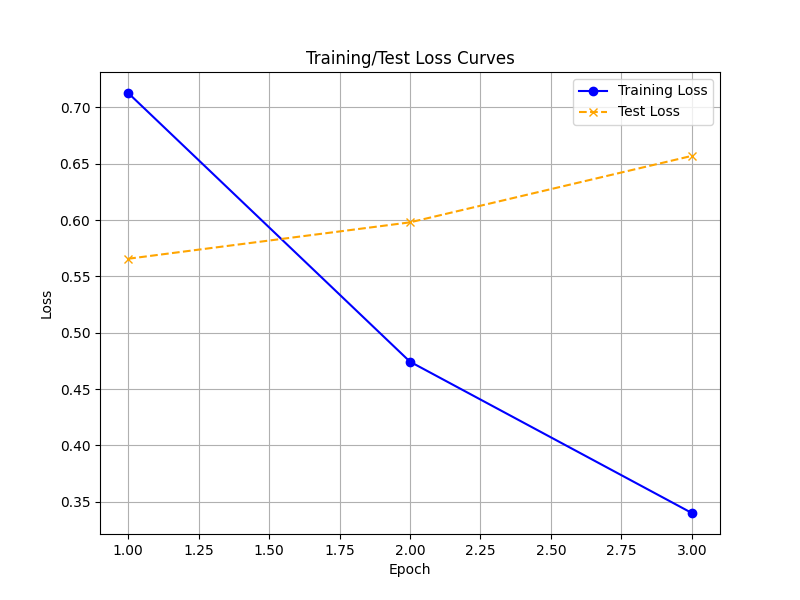 Training/Test Loss Curves
Training Loss
Test Loss
Loss
0.70
0.65
0.60
0.55
0.50
0.45
0.40
0.35
1.00 1.25 1.50 1.75 2.00 2.25 2.50 2.75 3.00
Epoch